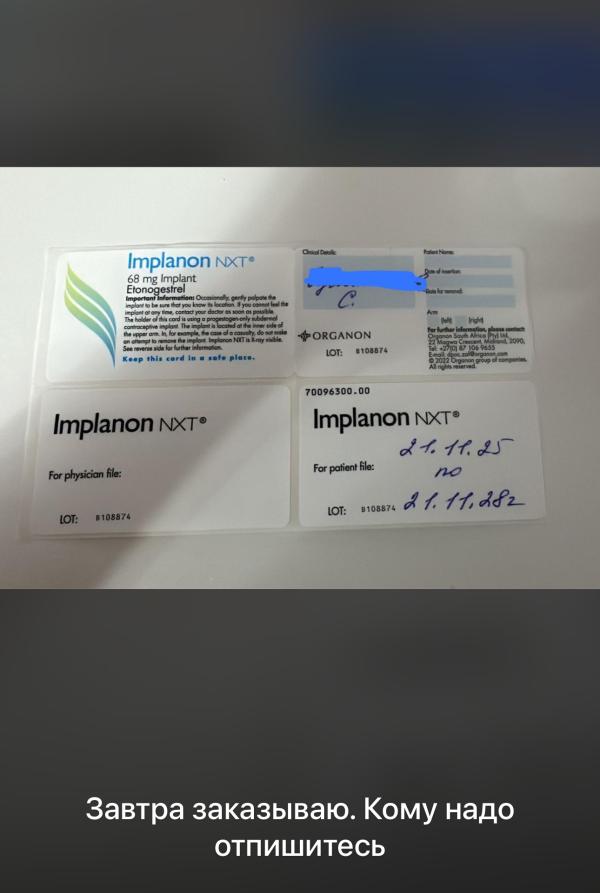 Implanon NXT®
68 mg Implant
Etonogestrel
Important Information: Occasionally, gently palpate
the implant to be sure that you know its location. If you cannot feel the
implant at any time, contact your doctor as soon as possible.
The holder of this card is using a progestogen-only subdermal
contraceptive implant. The implant is located at the inner side of
the upper arm. In, for example, the case of a casualty, do not make
an attempt to remove the implant. Implanon NXT is X-ray visible.
See reverse side for further information.
Keep this card in a safe place.
Clinical Details:
С.
ORGANON
LOT: B108874
Patient Name:
Date of insertion:
Date for removal:
Arm
(left) (right)
For further information, please contact:
Organon South Africa (Pty) Ltd,
22 Magwa Crescent, Midrand, 2090,
Tel: +27(0) 87 106 9655
E-mail: dpoc.zaf@organon.com
© 2022 Organon group of companies.
All rights reserved.
Implanon NXT®
For physician file:
LOT: B108874
70096300.00
Implanon NXT®
21.11.25
For patient file:
по
LOT: B108874 21.11.28г
Завтра заказываю. Кому надо
отпишитесь